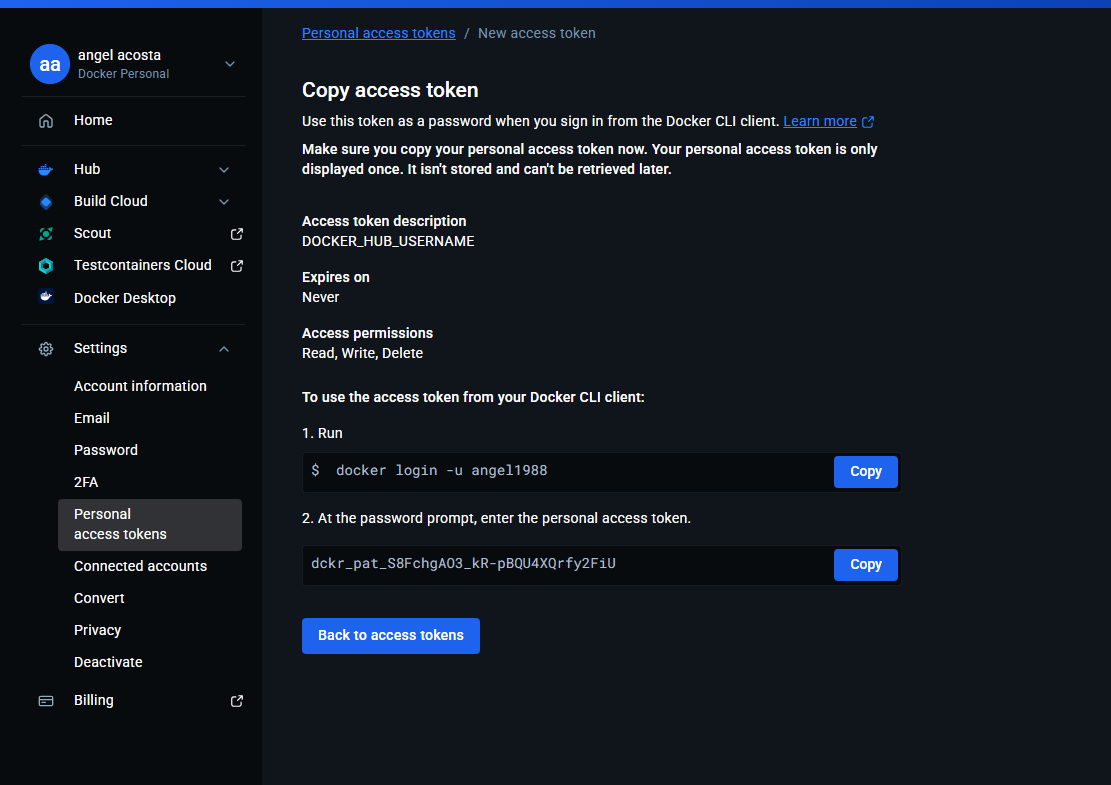 aa
angel acosta
Docker Personal
Home
Hub
Build Cloud
Scout
Testcontainers Cloud
Docker Desktop
Settings
Account information
Email
Password
2FA
Personal
access tokens
Connected accounts
Convert
Privacy
Deactivate
Billing
Personal access tokens / New access token
Copy access token
Use this token as a password when you sign in from the Docker CLI client. Learn more
Make sure you copy your personal access token now. Your personal access token is only
displayed once. It isn't stored and can't be retrieved later.
Access token description
DOCKER_HUB_USERNAME
Expires on
Never
Access permissions
Read, Write, Delete
To use the access token from your Docker CLI client:
1. Run
$ docker login -u angel1988
Copy
2. At the password prompt, enter the personal access token.
dckr_pat_S8FchgAO3_kR-pBQU4XQrfy2FiU
Copy
Back to access tokens